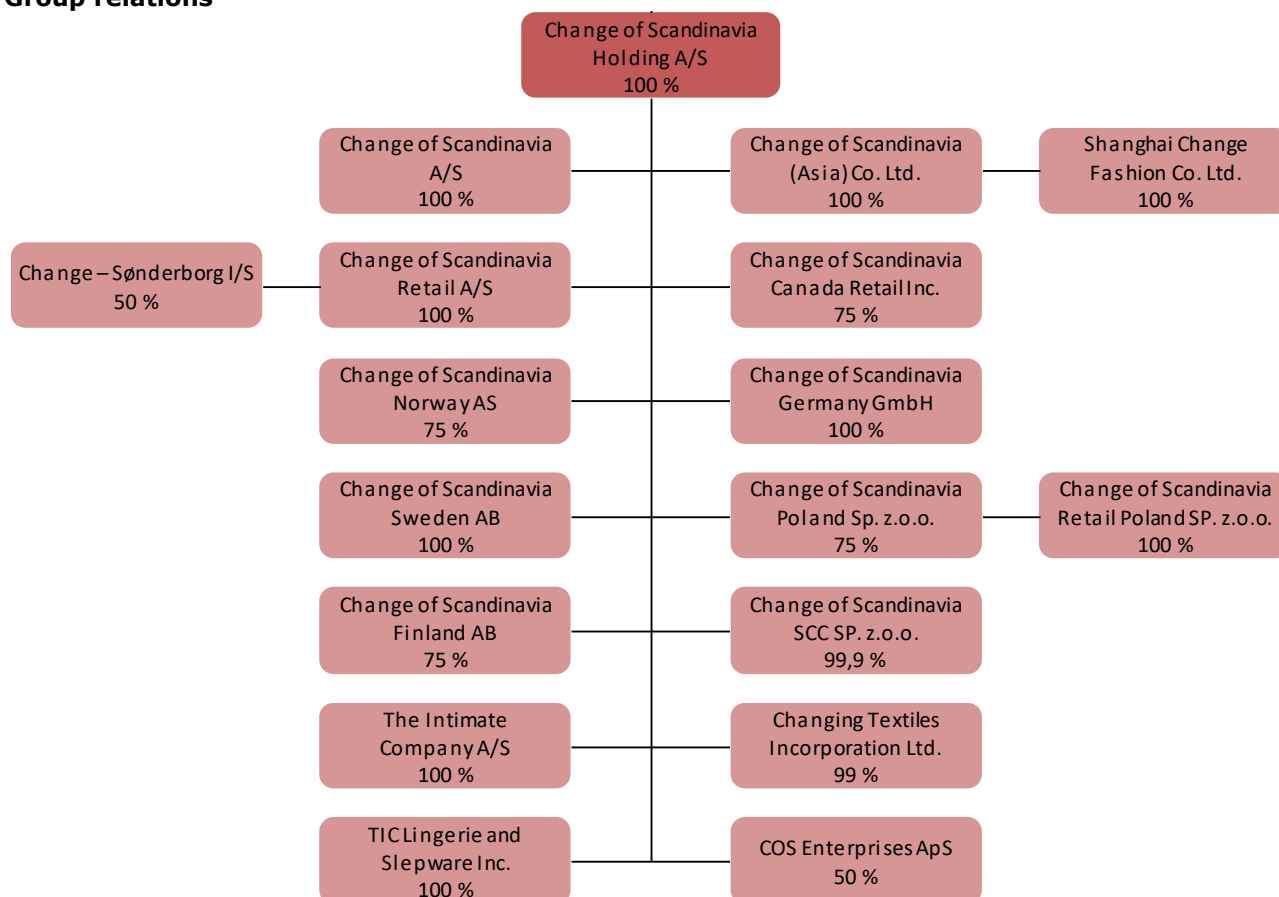 Group relations
Change of Scandinavia
Holding A/S
100 %
Change of Scandinavia
A/S
100 %
Change of Scandinavia
(Asia) Co. Ltd.
100 %
Shanghai Change
Fashion Co. Ltd.
100 %
Change – Sønderborg I/S
50 %
Change of Scandinavia
Retail A/S
100 %
Change of Scandinavia
Canada Retail Inc.
75 %
Change of Scandinavia
Norway AS
75 %
Change of Scandinavia
Germany GmbH
100 %
Change of Scandinavia
Sweden AB
100 %
Change of Scandinavia
Poland Sp. z.o.o.
75 %
Change of Scandinavia
Retail Poland SP. z.o.o.
100 %
Change of Scandinavia
Finland AB
75 %
Change of Scandinavia
SCC SP. z.o.o.
99,9 %
The Intimate
Company A/S
100 %
Changing Textiles
Incorporation Ltd.
99 %
TIC Lingerie and
Slepware Inc.
100 %
COS Enterprises ApS
50 %